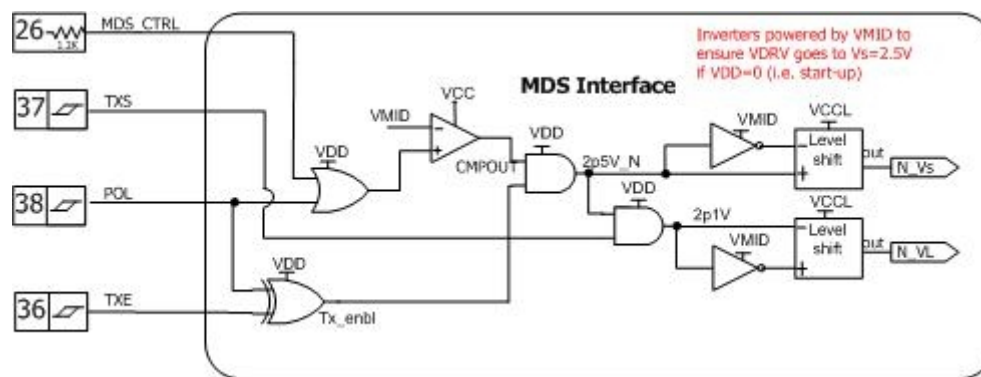 26
1.2K
MDS_CTRL
37
TXS
38
POL
36
TXE
Inverters powered by VMID to
ensure VDRV goes to Vs=2.5V
if VDD=0 (i.e. start-up)
MDS Interface
VCC
VMID
-
+
CMPOUT
VDD
VDD
VDD
Tx_enbl
2p5V_N
VDD
2p1V
VMID
VCCL
Level
shift
-
+
out
N_Vs
VMID
VCCL
Level
shift
-
+
out
N_VL